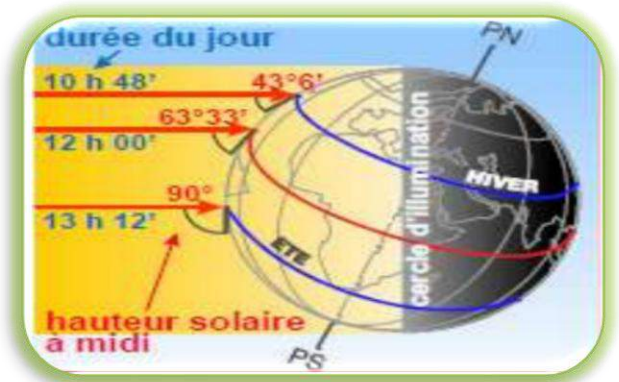 durée du jour
PN
10 h 48'
43°6'
63°33'
12 h 00'
cercle d'illumination
HIVER
90°
13 h 12'
ETE
hauteur solaire
à midi
PS